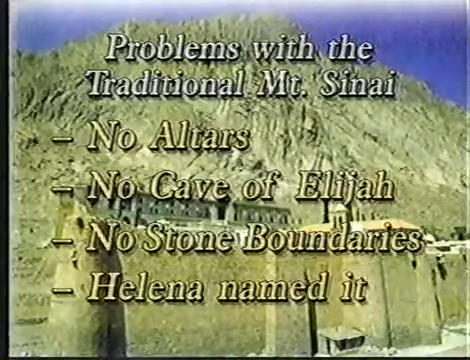 Problems with the
Traditional Mt. Sinai
– No Altars
– No Cave of Elijah
– No Stone Boundaries
– Helena named it